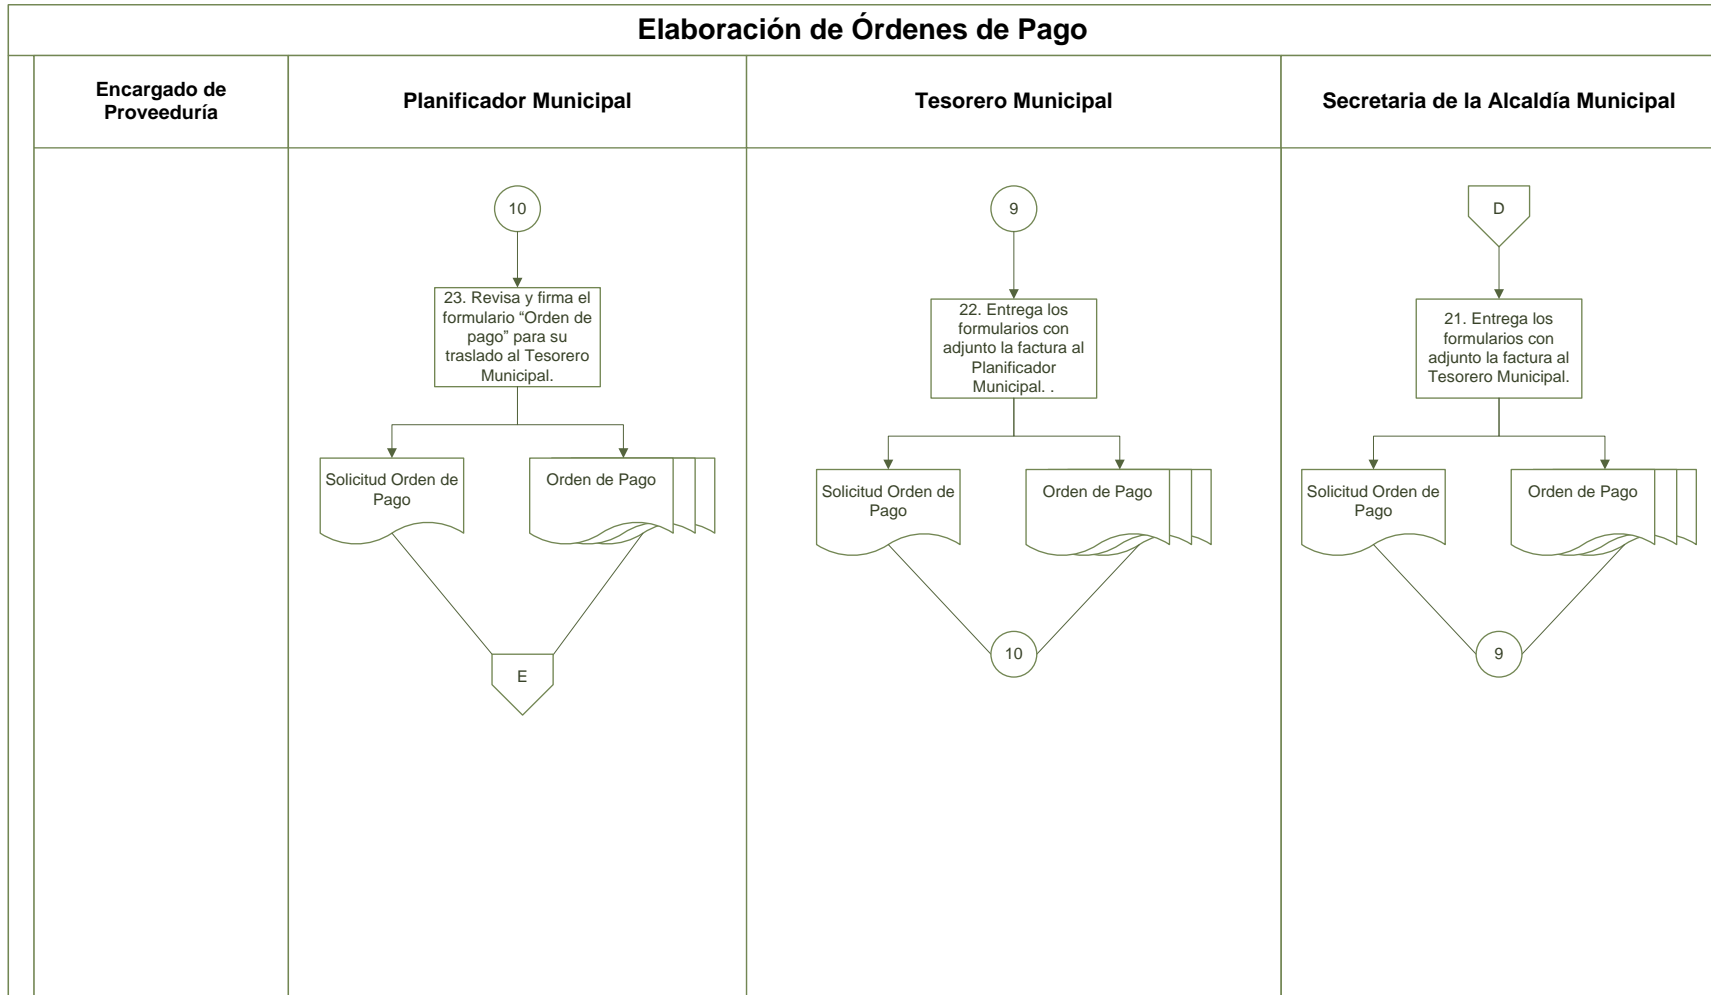 Elaboración de Órdenes de Pago
Encargado de
Proveeduría
Planificador Municipal
Tesorero Municipal
Secretaria de la Alcaldía Municipal
10
23. Revisa y firma el
formulario “Orden de
pago” para su
traslado al Tesorero
Municipal.
Solicitud Orden de
Pago
Orden de Pago
E
9
22. Entrega los
formularios con
adjunto la factura al
Planificador
Municipal. .
Solicitud Orden de
Pago
Orden de Pago
10
D
21. Entrega los
formularios con
adjunto la factura al
Tesorero Municipal.
Solicitud Orden de
Pago
Orden de Pago
9